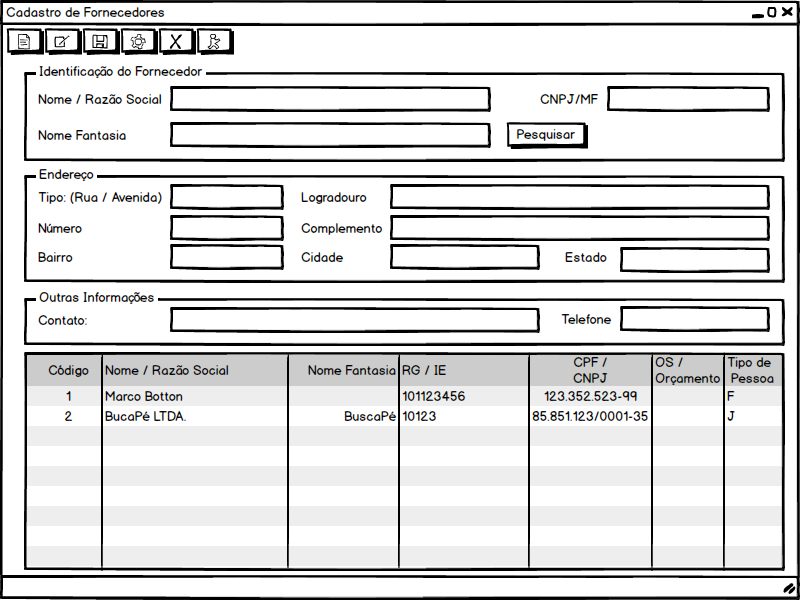 Cadastro de Fornecedores
Identificação do Fornecedor
Nome / Razão Social CNPJ/MF
Nome Fantasia Pesquisar
Endereço
Tipo: (Rua / Avenida) Logradouro
Número Complemento
Bairro Cidade Estado
Outras Informações
Contato: Telefone
Código Nome / Razão Social Nome Fantasia RG / IE CPF / CNPJ OS / Orçamento Tipo de Pessoa
1 Marco Botton 101123456 123.352.523-99 F
2 BucaPé LTDA. BuscaPé 10123 85.851.123/0001-35 J